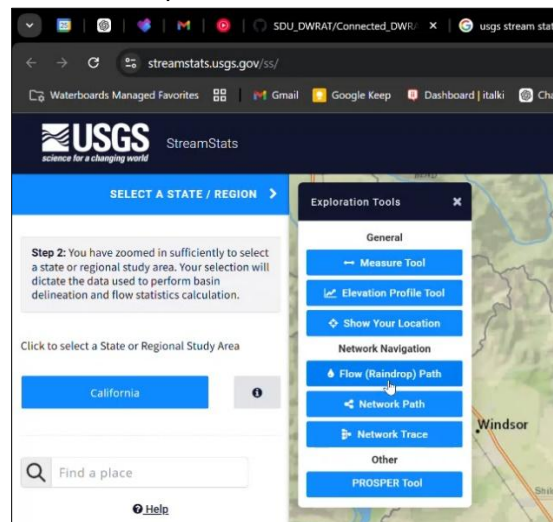 SDU_DWRAT/Connected_DWR
usgs stream stat
streamstats.usgs.gov/ss/
Waterboards Managed Favorites
Gmail
Google Keep
Dashboard | italki
USGS
science for a changing world
StreamStats
SELECT A STATE / REGION
Step 2: You have zoomed in sufficiently to select
a state or regional study area. Your selection will
dictate the data used to perform basin
delineation and flow statistics calculation.
Click to select a State or Regional Study Area
California
Find a place
Help
Exploration Tools
General
Measure Tool
Elevation Profile Tool
Show Your Location
Network Navigation
Flow (Raindrop) Path
Network Path
Network Trace
Other
PROSPER Tool
Windsor